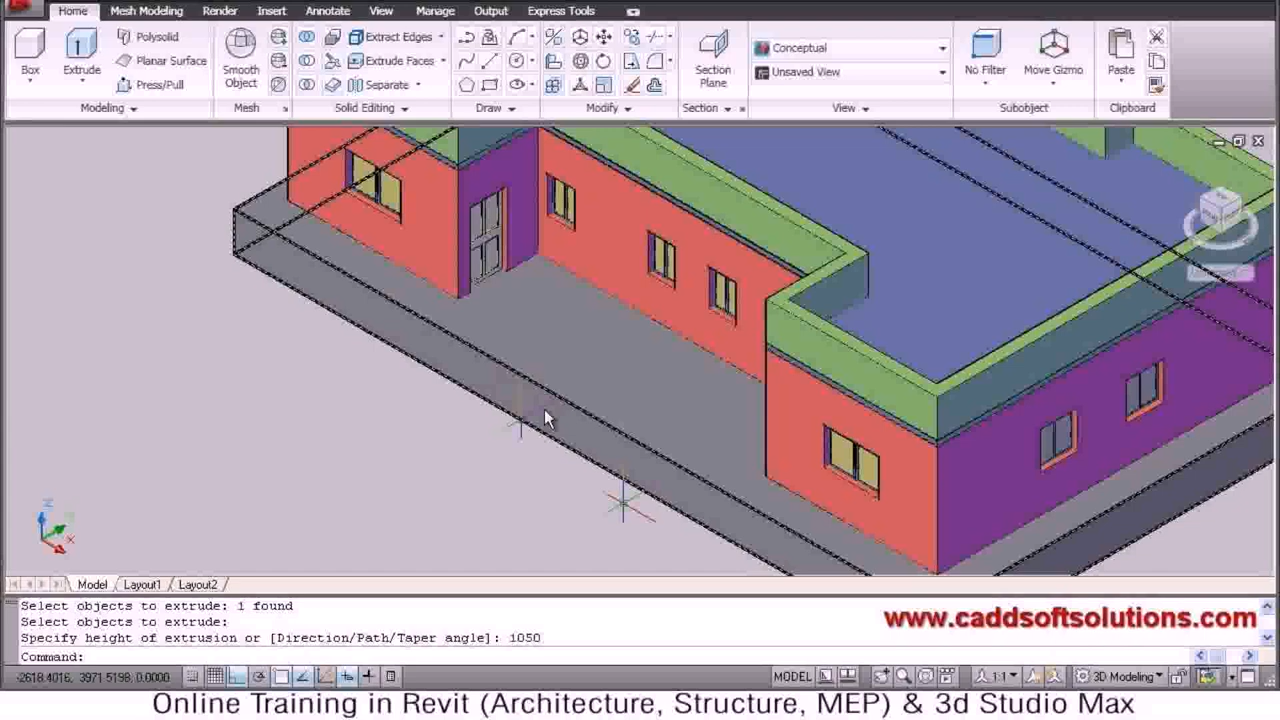 Home Mesh Modeling Render Insert Annotate View Manage Output Express Tools
Box
Extrude
Polysolid
Planar Surface
Press/Pull
Modeling
Smooth
Object
Mesh
Extract Edges
Extrude Faces
Separate
Solid Editing
Draw
Modify
Section
Plane
Section
Conceptual
Unsaved View
View
No Filter
Move Gizmo
Subobject
Paste
Clipboard
Model Layout1 Layout2
Select objects to extrude: 1 found
Select objects to extrude:
Specify height of extrusion or [Direction/Path/Taper angle]: 1050
Command:
www.caddsoftsolutions.com
-2618.4016, 3971.5198, 0.0000 MODEL 1:1 3D Modeling
Online Training in Revit (Architecture, Structure, MEP) & 3d Studio Max